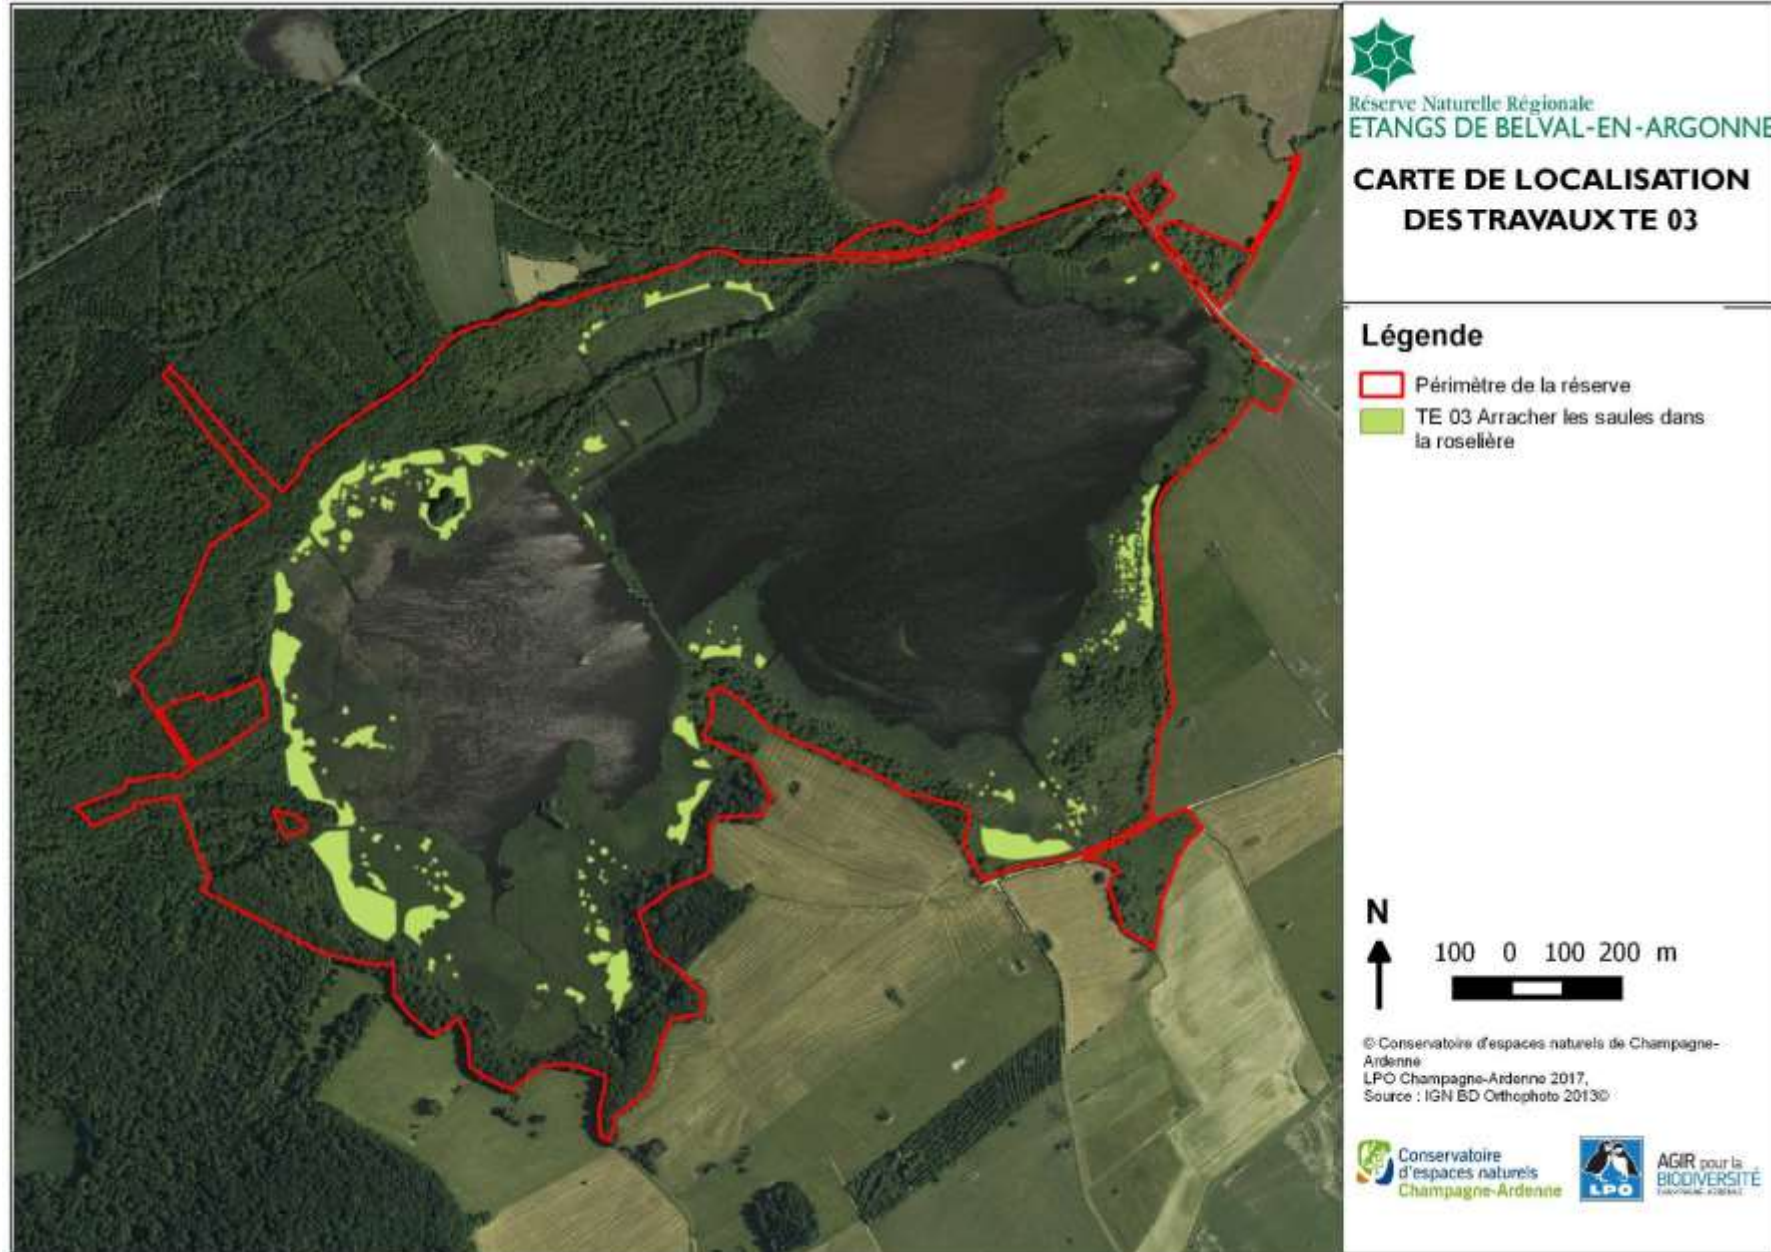 Réserve Naturelle Régionale
ETANGS DE BELVAL-EN-ARGONNE
CARTE DE LOCALISATION
DES TRAVAUX TE 03
Légende
Périmètre de la réserve
TE 03 Arracher les saules dans
la roselière
N
100 0 100 200 m
© Conservatoire d'espaces naturels de Champagne-
Ardenne
LPO Champagne-Ardenne 2017,
Source : IGN BD Orthophoto 2013©
Conservatoire
d'espaces naturels
Champagne-Ardenne
LPO
AGIR pour la
BIODIVERSITÉ
CHAMPAGNE-ARDENNE